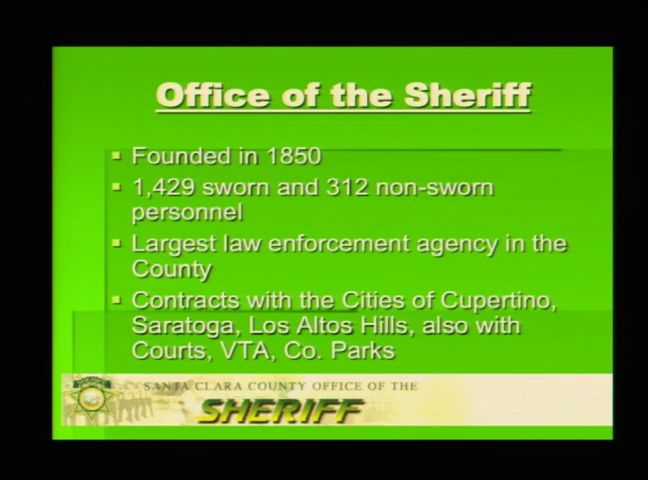 Office of the Sheriff
Founded in 1850
1,429 sworn and 312 non-sworn
personnel
Largest law enforcement agency in the
County
Contracts with the Cities of Cupertino,
Saratoga, Los Altos Hills, also with
Courts, VTA, Co. Parks
SANTA CLARA COUNTY OFFICE OF THE
SHERIFF